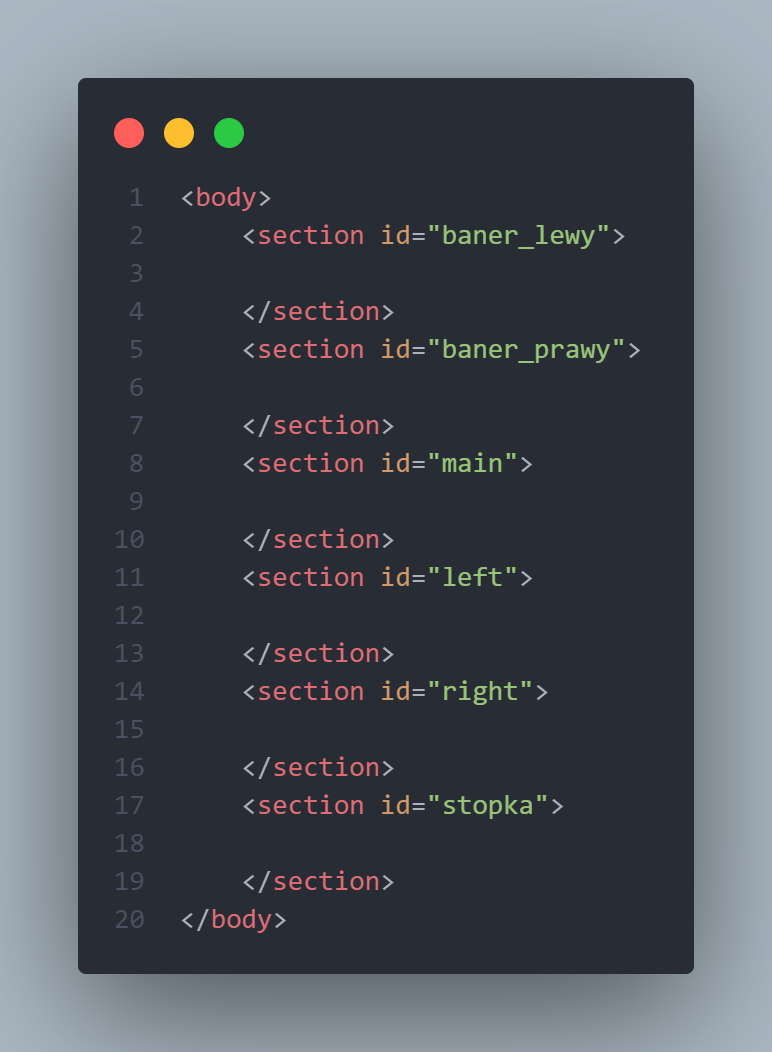 1 <body>
2     <section id="baner_lewy">
3
4     </section>
5     <section id="baner_prawy">
6
7     </section>
8     <section id="main">
9
10     </section>
11     <section id="left">
12
13     </section>
14     <section id="right">
15
16     </section>
17     <section id="stopka">
18
19     </section>
20 </body>